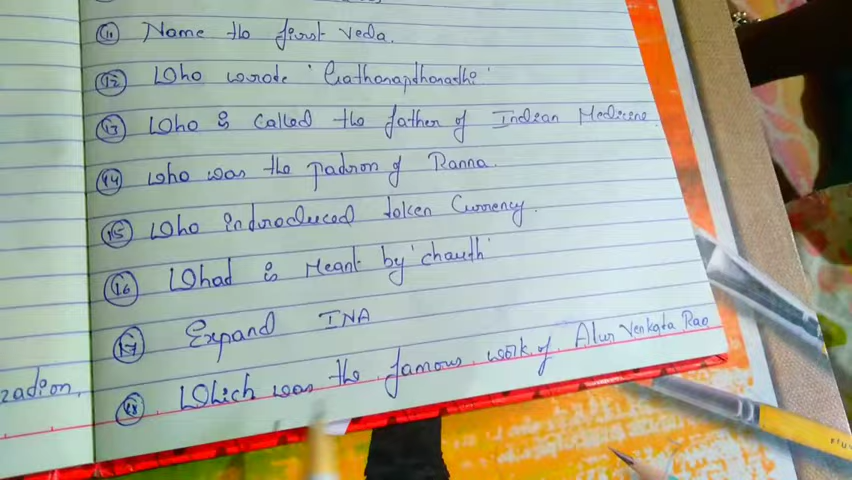 11 Name the first Veda.
12 Who wrote 'Gathasapthasathi'
13 Who is called the father of Indian Medicine.
14 who was the patron of Ranna.
15 Who introduced token Currency.
16 What is Meant by 'chauth'
17 Expand INA
zation,
18 Which was the famous work of Alur Venkata Rao